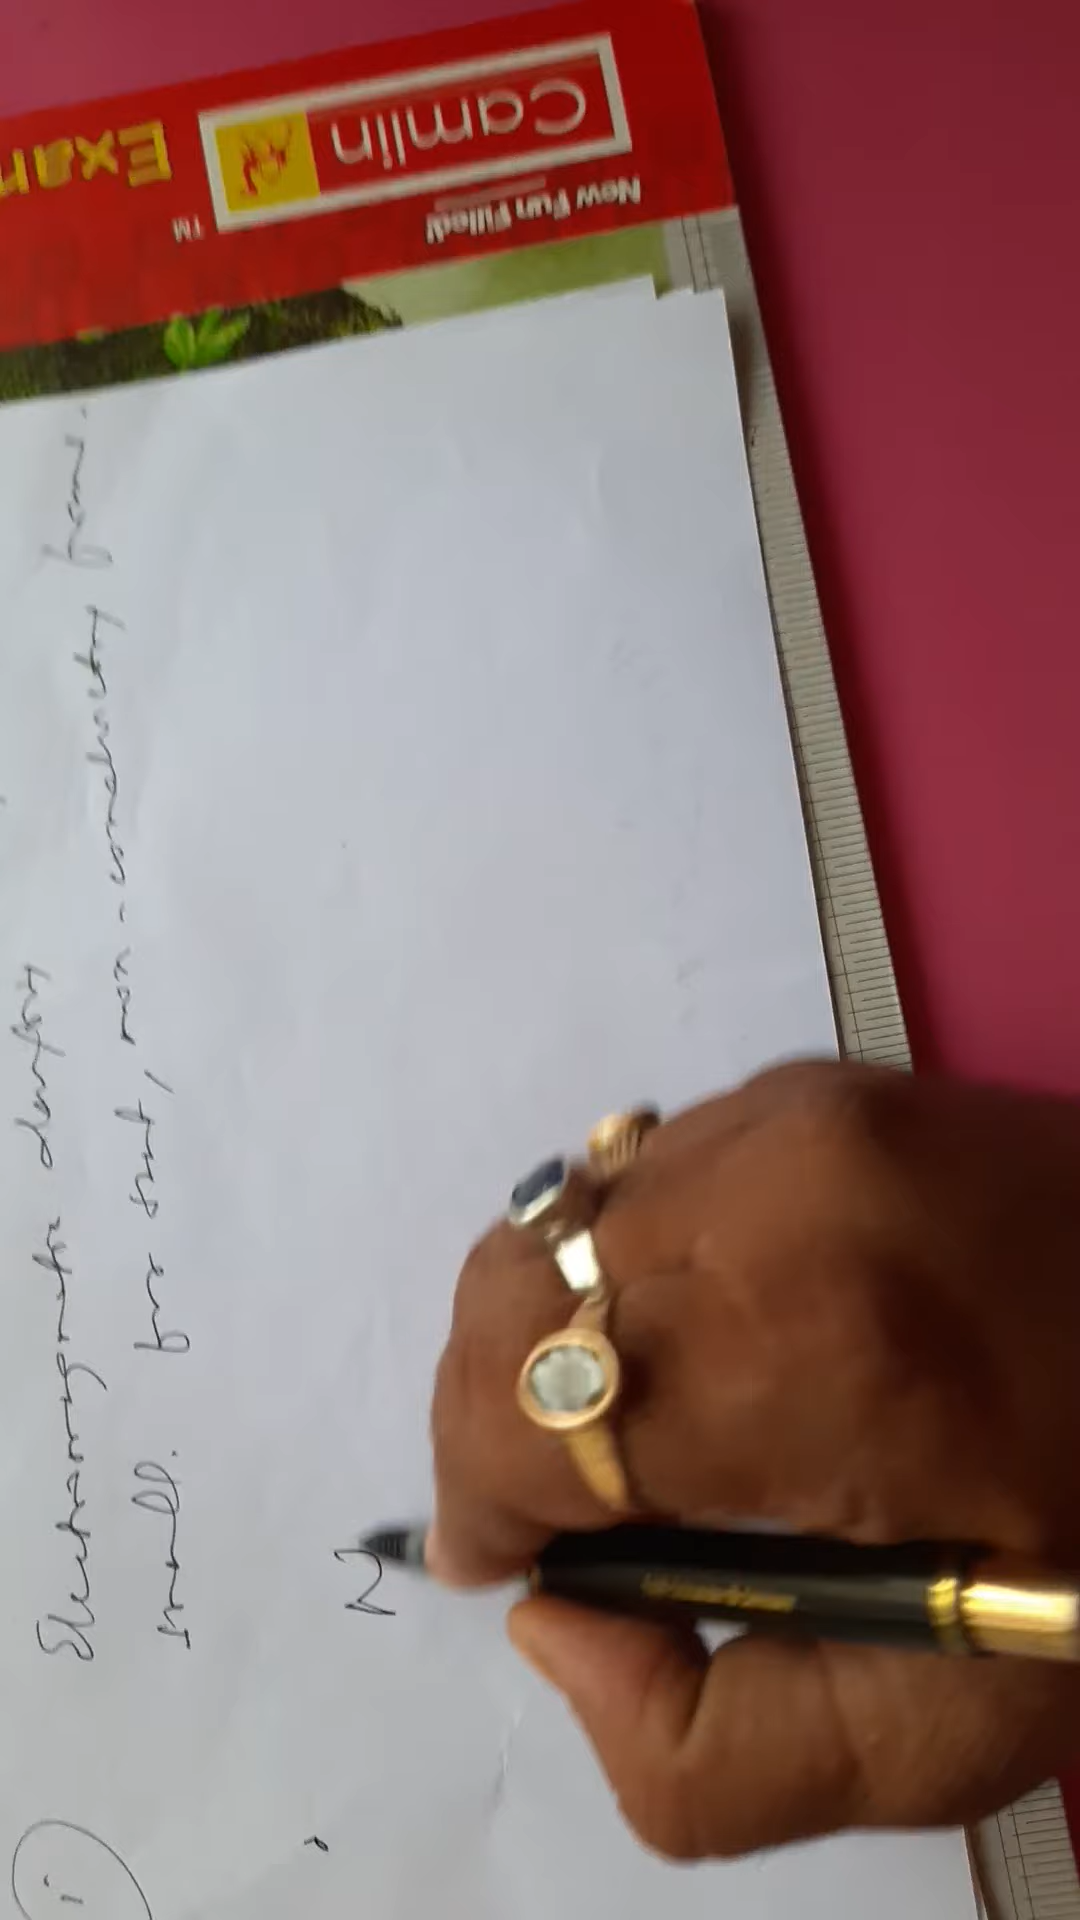 Camlin
Exam
TM
New Fun Filled!
(i) Electromagnetic damping
small. for such, non-conducting frame.
N